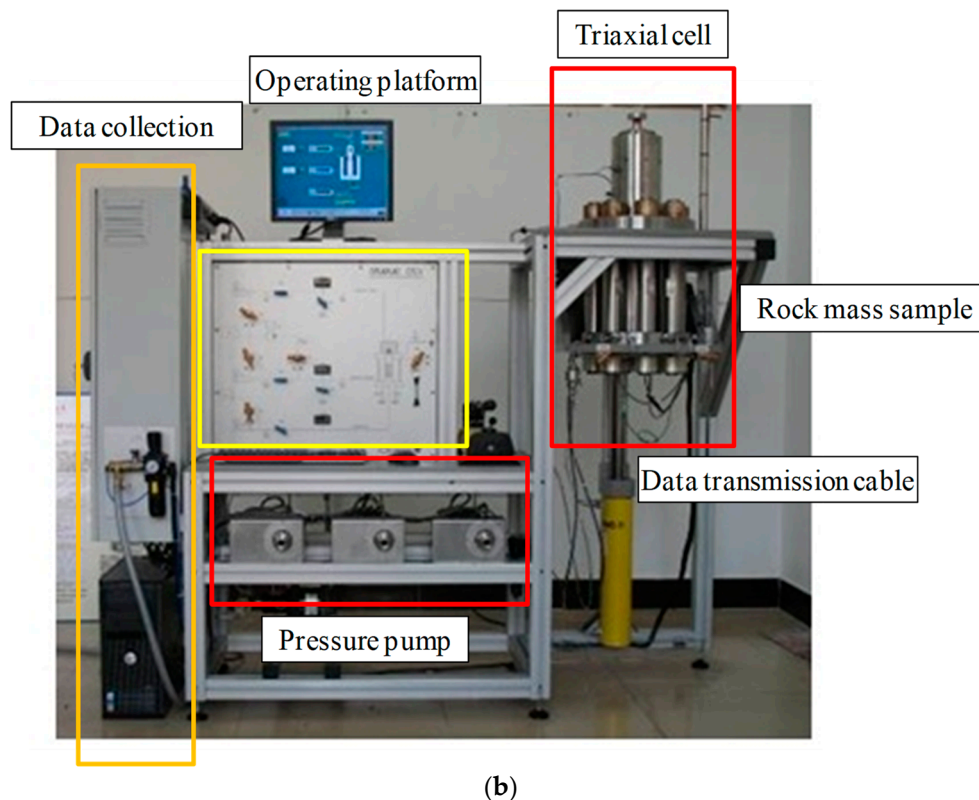 Triaxial cell
Operating platform
Data collection
Rock mass sample
Data transmission cable
Pressure pump
(b)